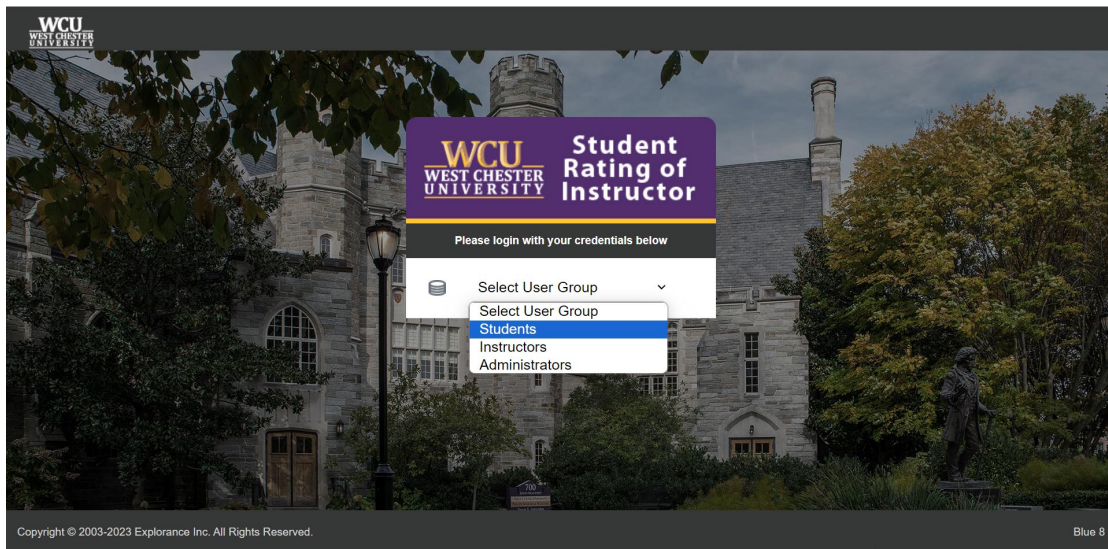 WCU
WEST CHESTER
UNIVERSITY
WCU
WEST CHESTER
UNIVERSITY
Student
Rating of
Instructor
Please login with your credentials below
Select User Group
Select User Group
Students
Instructors
Administrators
700
Copyright © 2003-2023 Explorance Inc. All Rights Reserved.
Blue 8